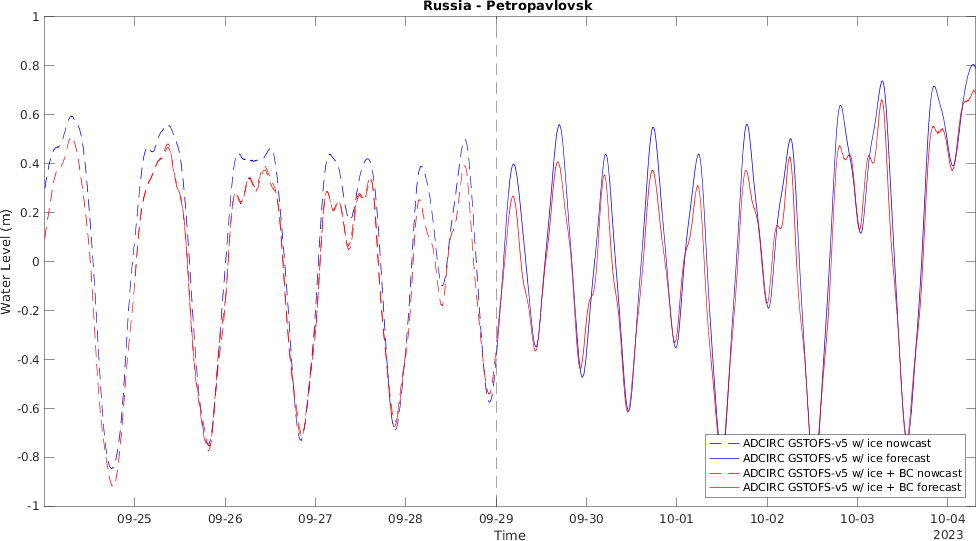 Russia - Petropavlovsk
1
0.8
0.6
0.4
0.2
0
-0.2
-0.4
-0.6
-0.8
-1
Water Level (m)
ADCIRC GSTOFS-v5 w/ ice nowcast
ADCIRC GSTOFS-v5 w/ ice forecast
ADCIRC GSTOFS-v5 w/ ice + BC nowcast
ADCIRC GSTOFS-v5 w/ ice + BC forecast
09-25 09-26 09-27 09-28 09-29 09-30 10-01 10-02 10-03 10-04
2023
Time